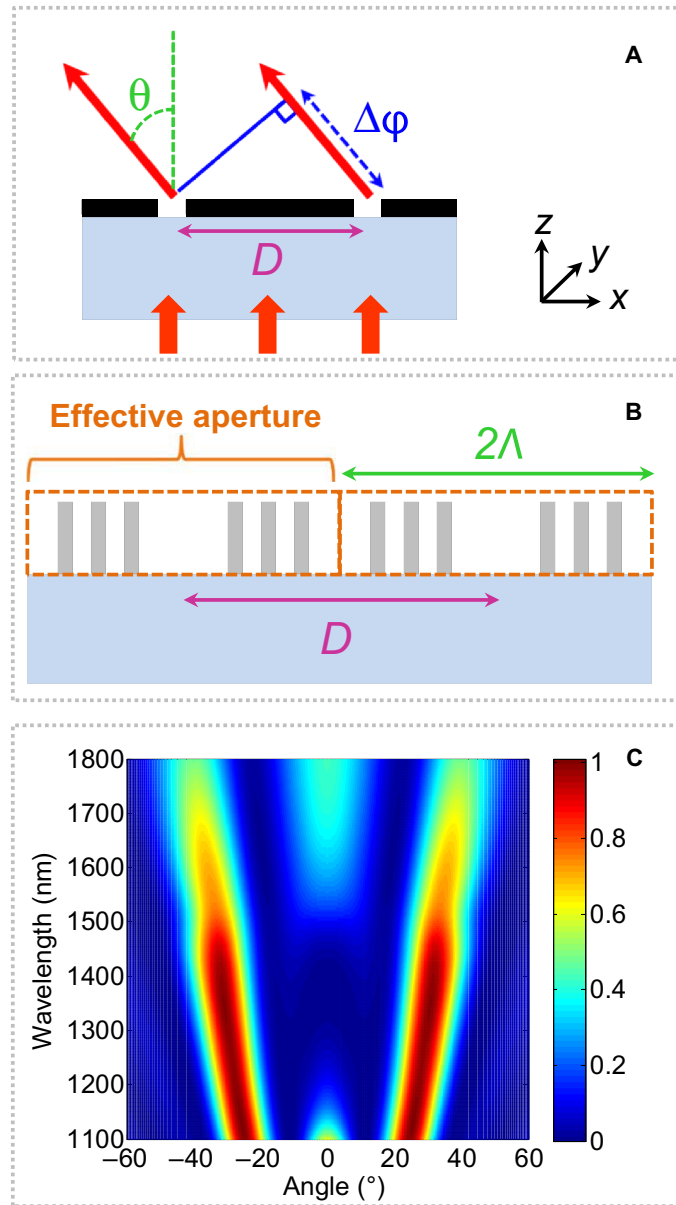 A
θ
Δφ
D
z
y
x
B
Effective aperture
2Λ
D
C
1800
1700
1600
1500
1400
1300
1200
1100
Wavelength (nm)
–60 –40 –20 0 20 40 60
Angle (°)
1
0.8
0.6
0.4
0.2
0